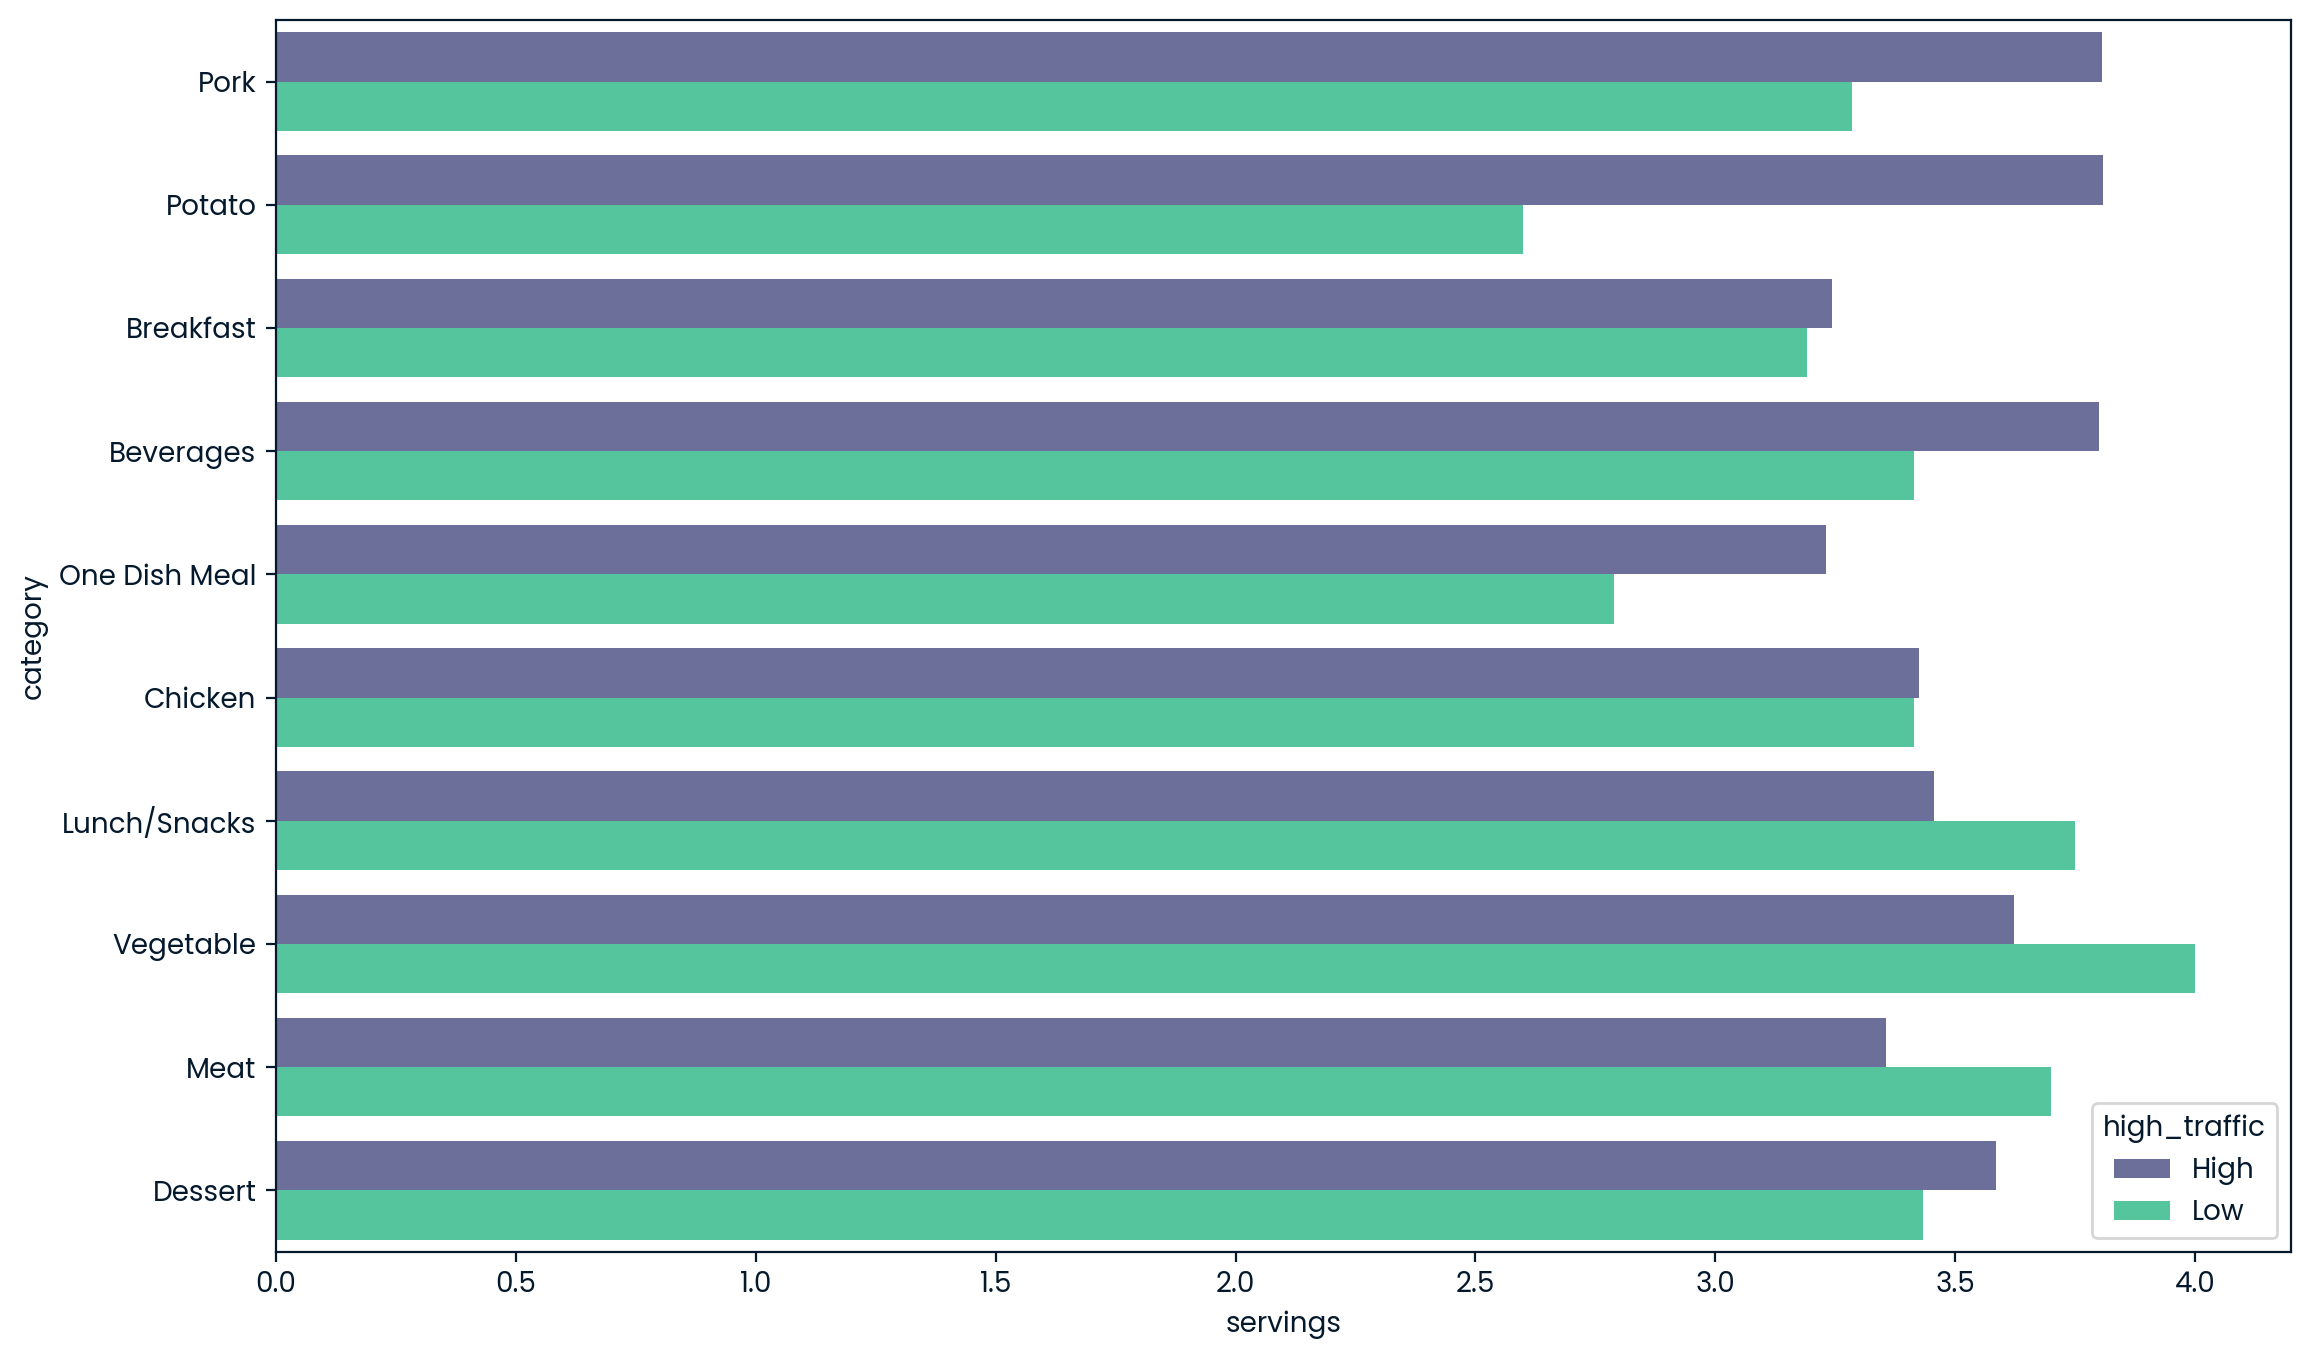 Pork
Potato
Breakfast
Beverages
One Dish Meal
Chicken
Lunch/Snacks
Vegetable
Meat
Dessert
category
0.0 0.5 1.0 1.5 2.0 2.5 3.0 3.5 4.0
servings
high_traffic
High
Low